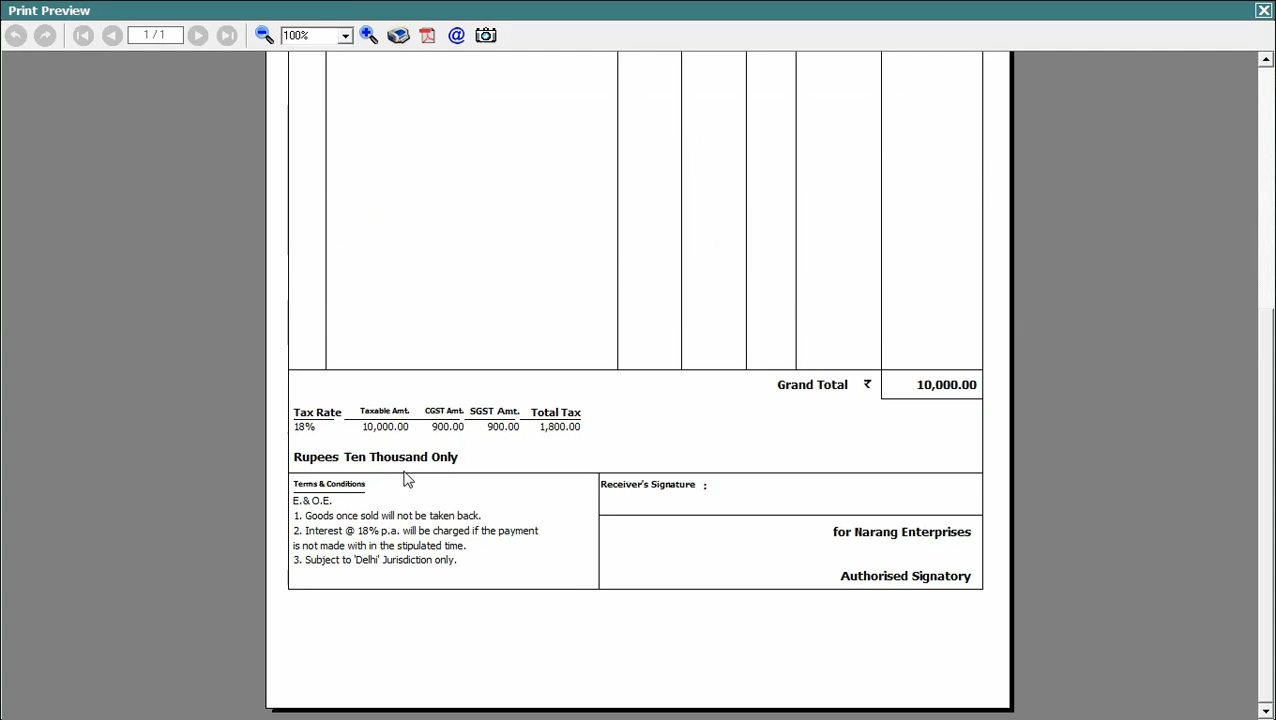 Print Preview
1 / 1
100%
Grand Total ₹ 10,000.00
Tax Rate Taxable Amt. CGST Amt. SGST Amt. Total Tax
18% 10,000.00 900.00 900.00 1,800.00
Rupees Ten Thousand Only
Terms & Conditions
E.& O.E.
1. Goods once sold will not be taken back.
2. Interest @ 18% p.a. will be charged if the payment
is not made with in the stipulated time.
3. Subject to 'Delhi' Jurisdiction only.
Receiver's Signature :
for Narang Enterprises
Authorised Signatory